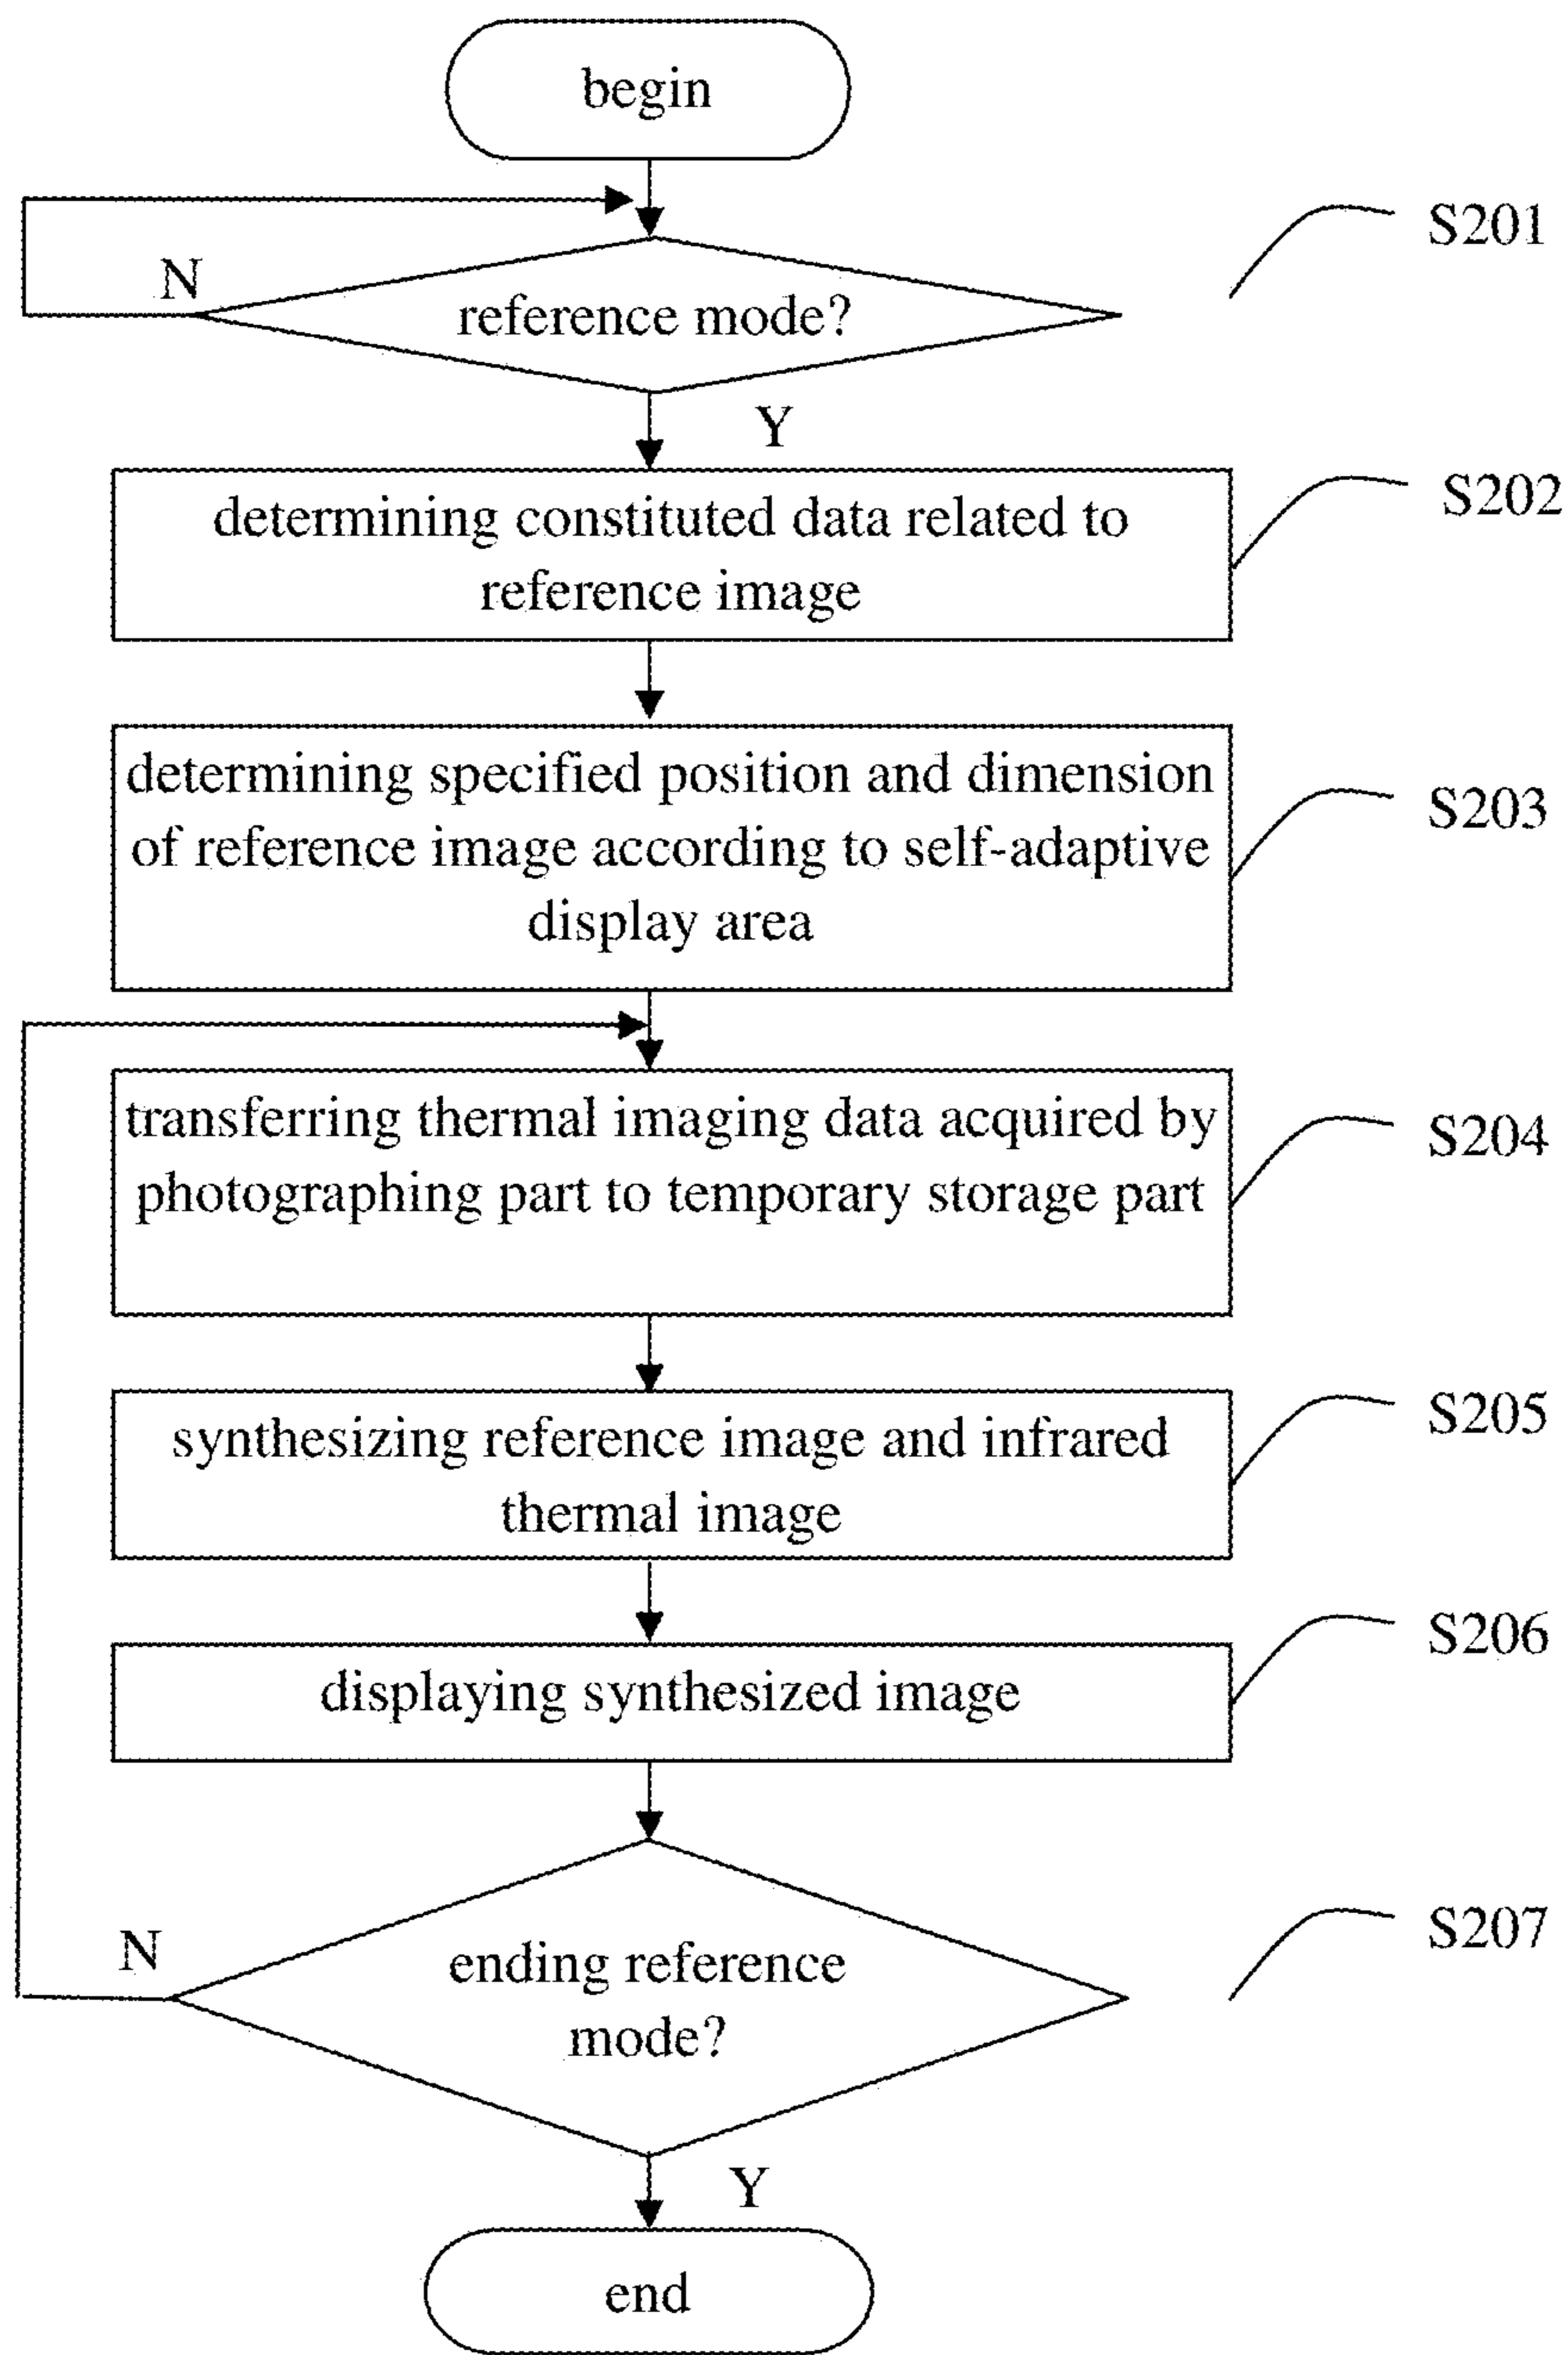 begin
S201
N
reference mode?
Y
S202
determining constituted data related to
reference image
determining specified position and dimension
S203
of reference image according to self-adaptive
display area
transferring thermal imaging data acquired by
S204
photographing part to temporary storage part
S205
synthesizing reference image and infrared
thermal image
S206
displaying synthesized image
S207
N
ending reference
mode?
Y
end